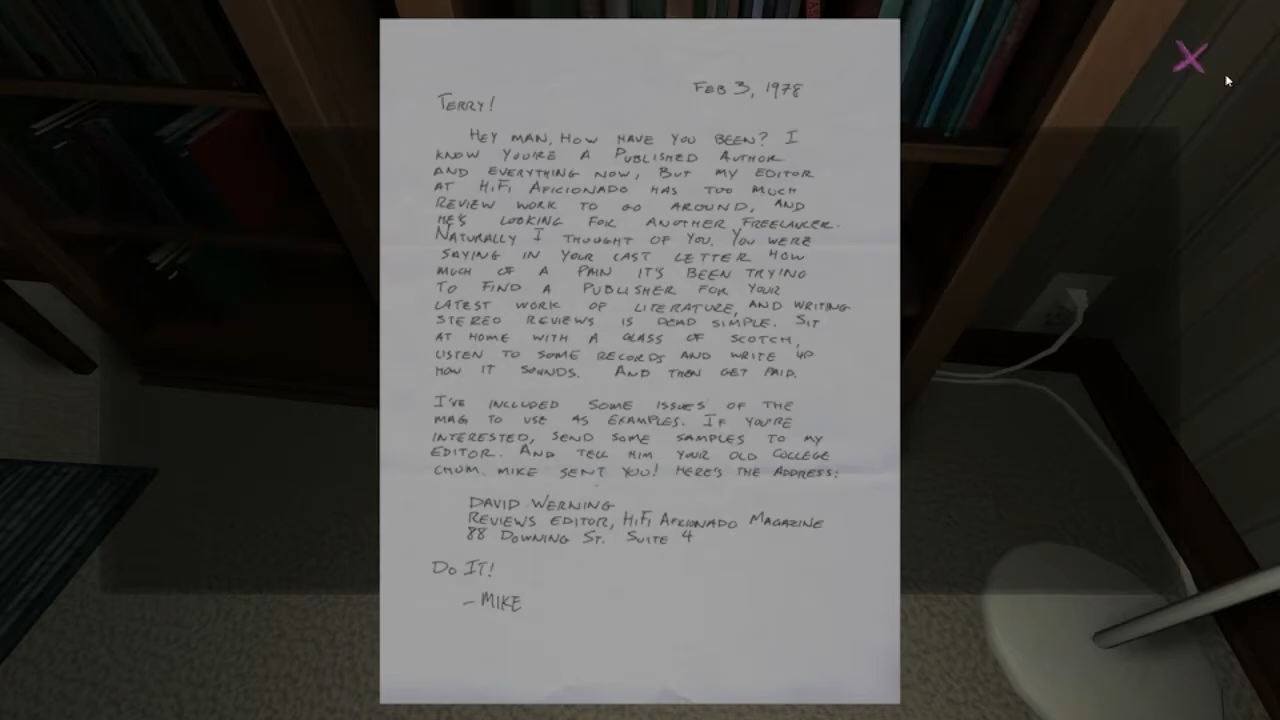 FEB 3, 1978
TERRY!
HEY MAN, HOW HAVE YOU BEEN? I
KNOW YOU'RE A PUBLISHED AUTHOR
AND EVERYTHING NOW, BUT MY EDITOR
AT HIFI AFICIONADO HAS TOO MUCH
REVIEW WORK TO GO AROUND, AND
HE'S LOOKING FOR ANOTHER FREELANCER.
NATURALLY I THOUGHT OF YOU. YOU WERE
SAYING IN YOUR LAST LETTER HOW
MUCH OF A PAIN IT'S BEEN TRYING
TO FIND A PUBLISHER FOR YOUR
LATEST WORK OF LITERATURE, AND WRITING
STEREO REVIEWS IS DEAD SIMPLE. SIT
AT HOME WITH A GLASS OF SCOTCH,
LISTEN TO SOME RECORDS AND WRITE UP
HOW IT SOUNDS. AND THEN GET PAID.
I'VE INCLUDED SOME ISSUES OF THE
MAG TO USE AS EXAMPLES. IF YOU'RE
INTERESTED, SEND SOME SAMPLES TO MY
EDITOR. AND TELL HIM YOUR OLD COLLEGE
CHUM MIKE SENT YOU! HERE'S THE ADDRESS:
DAVID WERNING
REVIEWS EDITOR, HIFI AFICIONADO MAGAZINE
88 DOWNING ST. SUITE 4
DO IT!
- MIKE